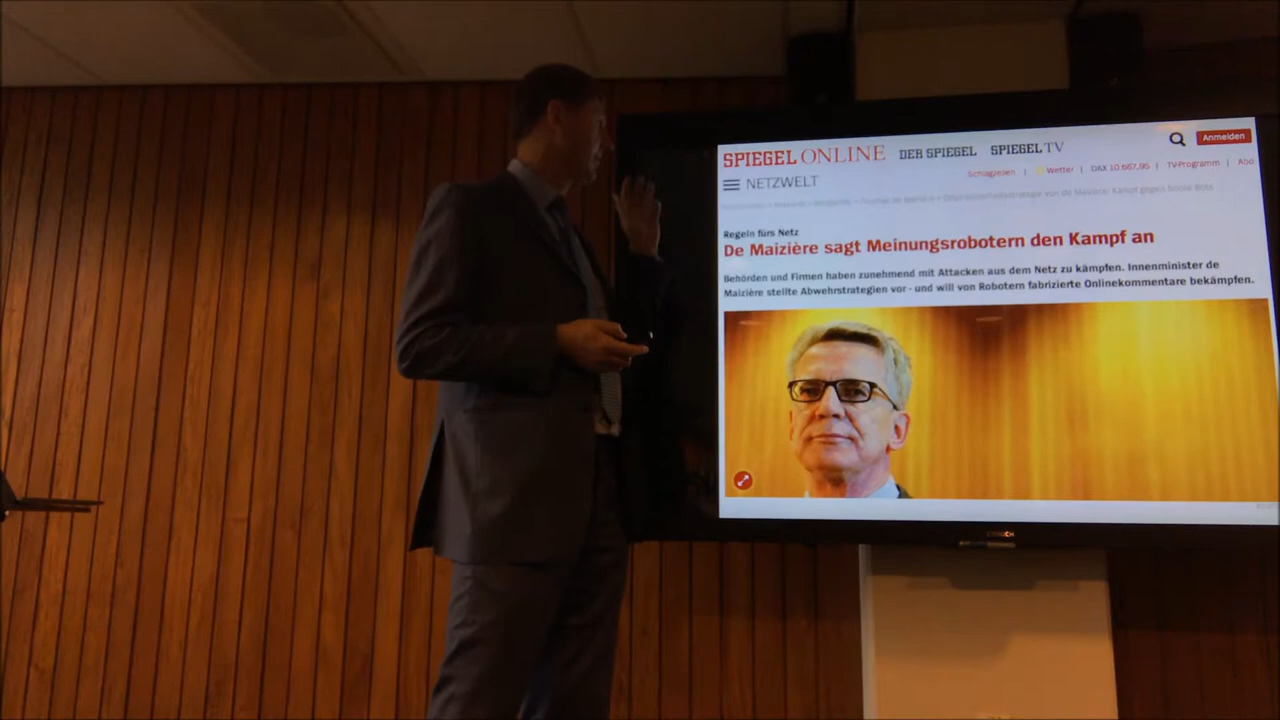 SPIEGEL ONLINE DER SPIEGEL SPIEGEL TV Anmelden
Schlagzeilen | Wetter | DAX 10.667,95 | TV-Programm | Abo
NETZWELT
Regeln fürs Netz
De Maizière sagt Meinungsrobotern den Kampf an
Behörden und Firmen haben zunehmend mit Attacken aus dem Netz zu kämpfen. Innenminister de
Maizière stellte Abwehrstrategien vor - und will von Robotern fabrizierte Onlinekommentare bekämpfen.